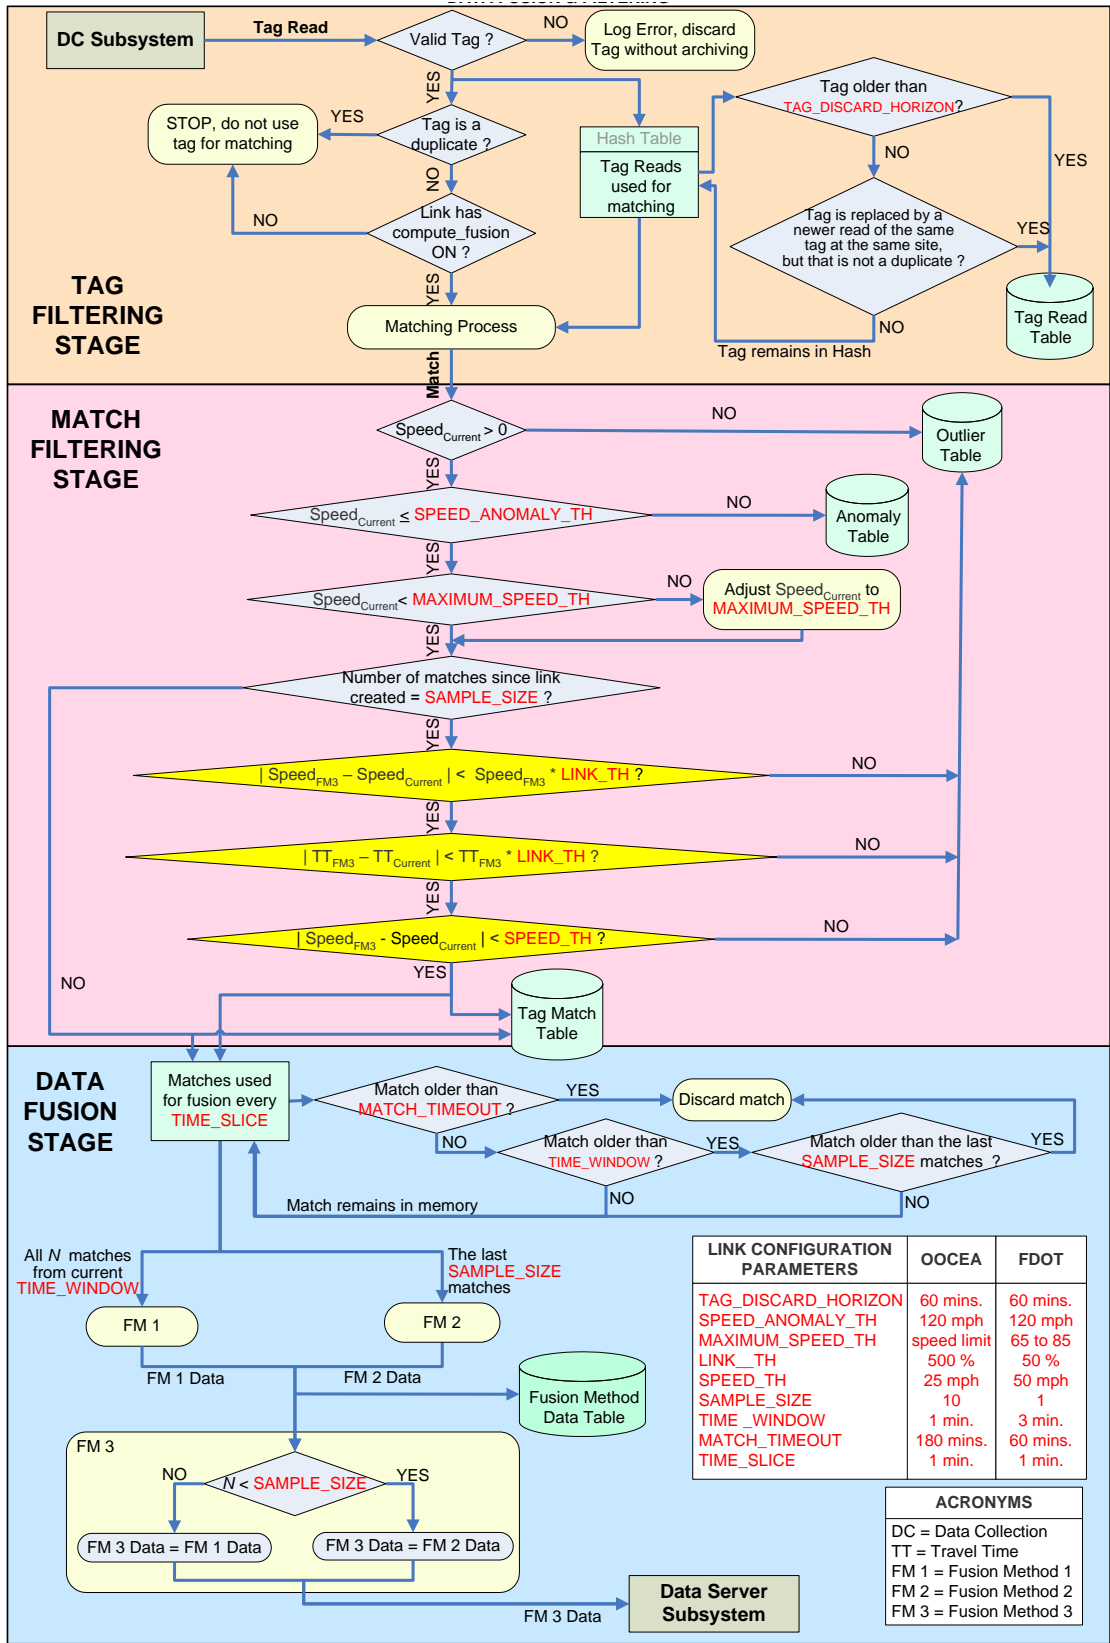 DATA FUSION & FILTERING
DC Subsystem
Tag Read
Valid Tag ?
NO
Log Error, discard
Tag without archiving
YES
Tag is a
duplicate ?
YES
STOP, do not use
tag for matching
NO
Link has
compute_fusion
ON ?
NO
YES
Hash Table
Tag Reads
used for
matching
Tag older than
TAG_DISCARD_HORIZON?
YES
NO
Tag is replaced by a
newer read of the same
tag at the same site,
but that is not a duplicate ?
YES
NO
Tag remains in Hash
Tag Read
Table
TAG
FILTERING
STAGE
Matching Process
Match
MATCH
FILTERING
STAGE
SpeedCurrent > 0
NO
Outlier
Table
YES
SpeedCurrent ≤ SPEED_ANOMALY_TH
NO
Anomaly
Table
YES
SpeedCurrent< MAXIMUM_SPEED_TH
NO
Adjust SpeedCurrent to
MAXIMUM_SPEED_TH
YES
Number of matches since link
created = SAMPLE_SIZE ?
YES
| SpeedFM3 – SpeedCurrent | < SpeedFM3 * LINK_TH ?
NO
YES
| TTFM3 – TTCurrent | < TTFM3 * LINK_TH ?
NO
YES
| SpeedFM3 - SpeedCurrent | < SPEED_TH ?
NO
YES
NO
Tag Match
Table
DATA
FUSION
STAGE
Matches used
for fusion every
TIME_SLICE
Match older than
MATCH_TIMEOUT ?
YES
Discard match
NO
Match older than
TIME_WINDOW ?
YES
Match older than the last
SAMPLE_SIZE matches ?
YES
NO
NO
Match remains in memory
All N matches
from current
TIME_WINDOW
The last
SAMPLE_SIZE
matches
FM 1
FM 2
FM 1 Data
FM 2 Data
Fusion Method
Data Table
FM 3
N < SAMPLE_SIZE
NO
YES
FM 3 Data = FM 1 Data
FM 3 Data = FM 2 Data
FM 3 Data
Data Server
Subsystem
LINK CONFIGURATION
PARAMETERS
OOCEA
FDOT
TAG_DISCARD_HORIZON 60 mins. 60 mins.
SPEED_ANOMALY_TH 120 mph 120 mph
MAXIMUM_SPEED_TH speed limit 65 to 85
LINK__TH 500 % 50 %
SPEED_TH 25 mph 50 mph
SAMPLE_SIZE 10 1
TIME _WINDOW 1 min. 3 min.
MATCH_TIMEOUT 180 mins. 60 mins.
TIME_SLICE 1 min. 1 min.
ACRONYMS
DC = Data Collection
TT = Travel Time
FM 1 = Fusion Method 1
FM 2 = Fusion Method 2
FM 3 = Fusion Method 3